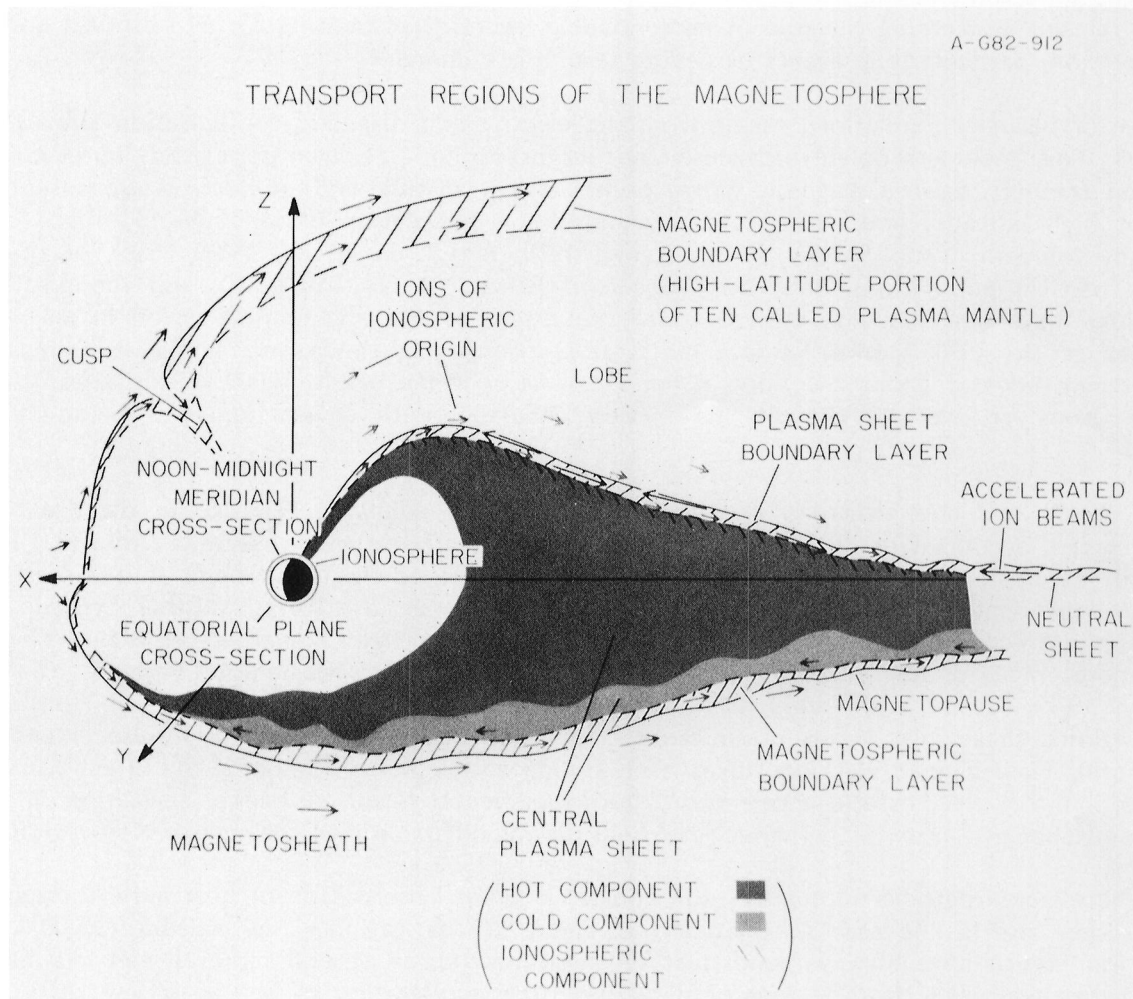 A-G82-912
TRANSPORT REGIONS OF THE MAGNETOSPHERE
Z
MAGNETOSPHERIC
BOUNDARY LAYER
(HIGH-LATITUDE PORTION
OFTEN CALLED PLASMA MANTLE)
IONS OF
IONOSPHERIC
ORIGIN
CUSP
LOBE
PLASMA SHEET
BOUNDARY LAYER
NOON-MIDNIGHT
MERIDIAN
CROSS-SECTION
ACCELERATED
ION BEAMS
IONOSPHERE
X
NEUTRAL
SHEET
EQUATORIAL PLANE
CROSS-SECTION
MAGNETOPAUSE
Y
MAGNETOSPHERIC
BOUNDARY LAYER
MAGNETOSHEATH
CENTRAL
PLASMA SHEET
HOT COMPONENT
COLD COMPONENT
IONOSPHERIC
COMPONENT